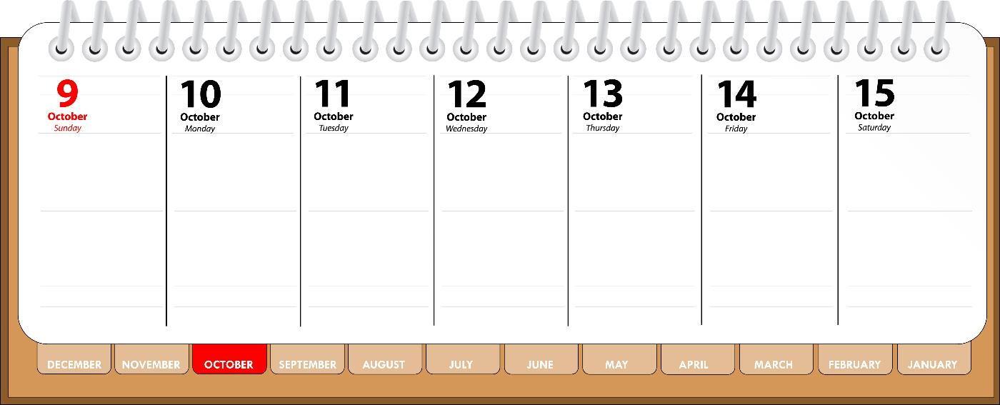 9
October
Sunday
10
October
Monday
11
October
Tuesday
12
October
Wednesday
13
October
Thursday
14
October
Friday
15
October
Saturday
DECEMBER
NOVEMBER
OCTOBER
SEPTEMBER
AUGUST
JULY
JUNE
MAY
APRIL
MARCH
FEBRUARY
JANUARY